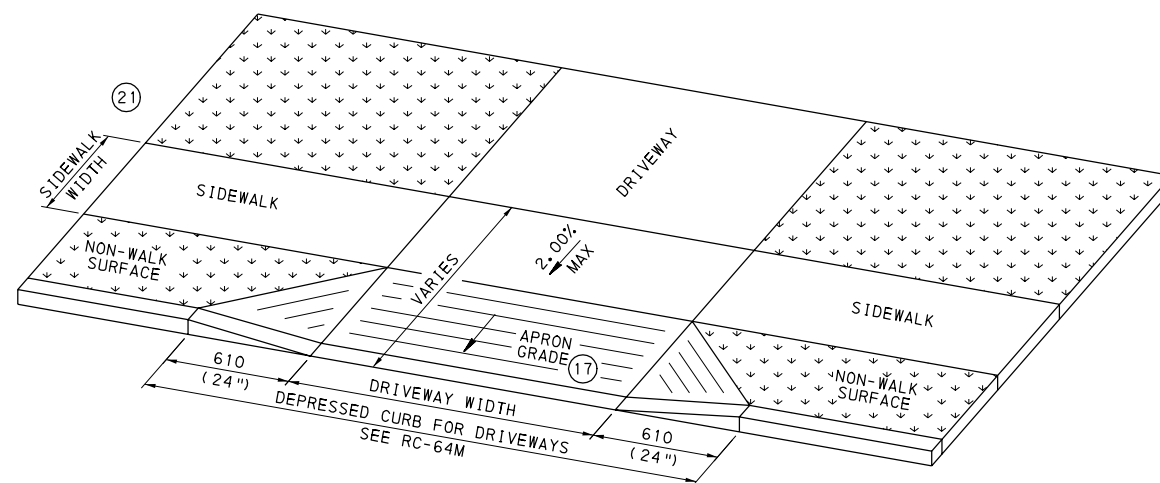 21
SIDEWALK
WIDTH
SIDEWALK
NON-WALK
SURFACE
DRIVEWAY
2.00%
MAX
VARIES
SIDEWALK
APRON
GRADE 17
NON-WALK
SURFACE
610
(24")
DRIVEWAY WIDTH
DEPRESSED CURB FOR DRIVEWAYS
SEE RC-64M
610
(24")